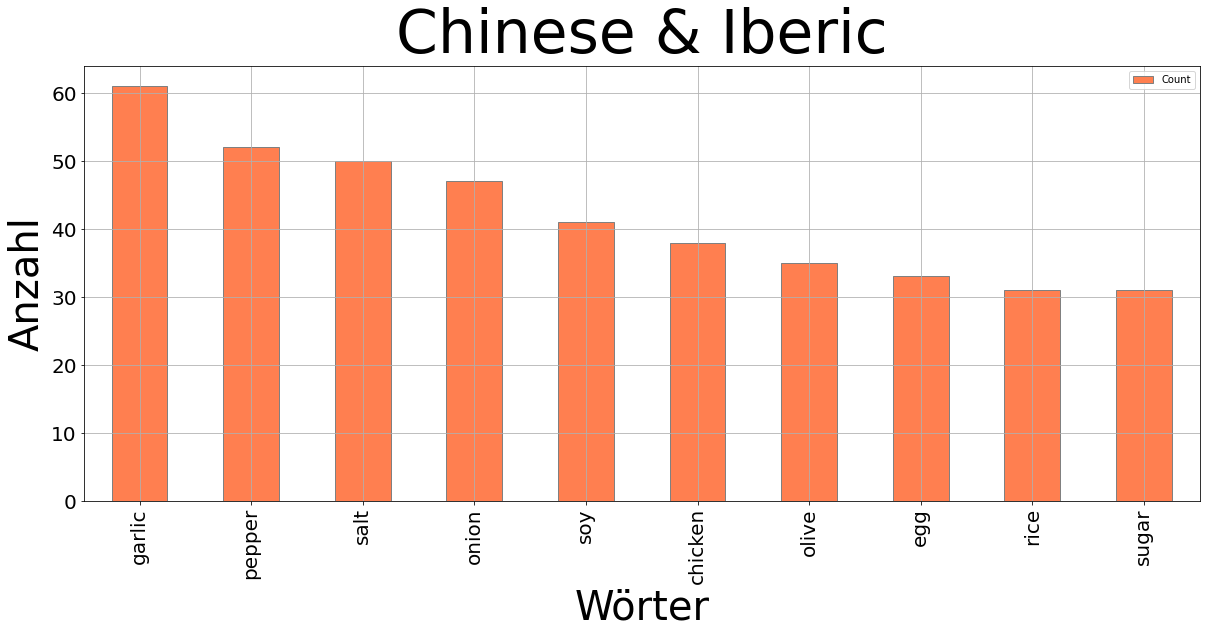 Chinese & Iberic
Count
Anzahl
60
50
40
30
20
10
0
garlic
pepper
salt
onion
soy
chicken
olive
egg
rice
sugar
Wörter